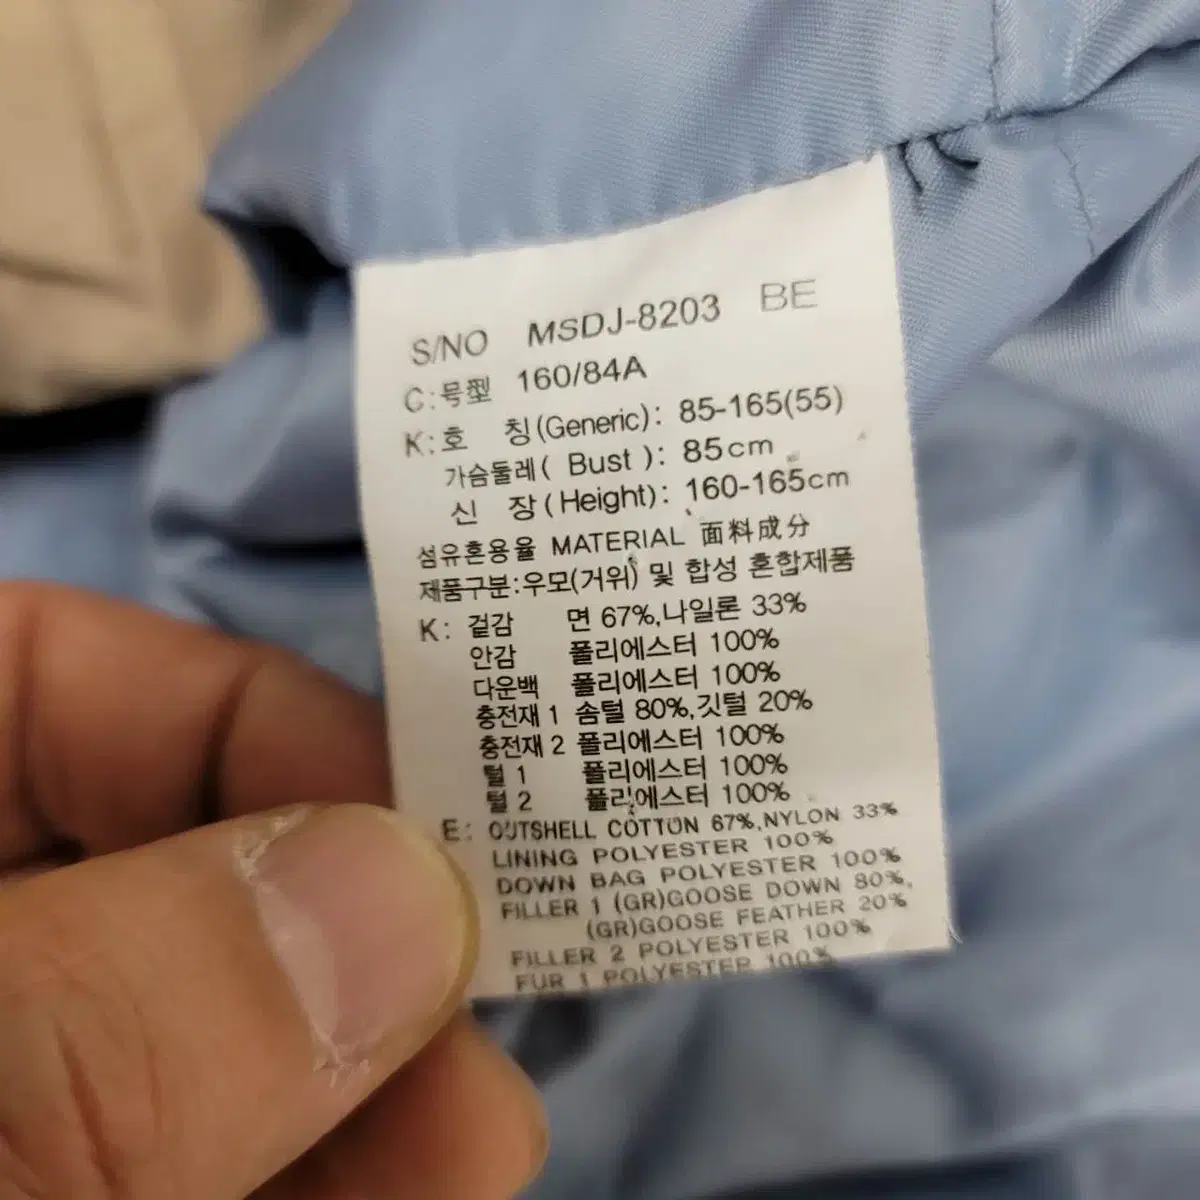 S/NO MSDJ-8203 BE
C:号型 160/84A
K:호 칭(Generic): 85-165(55)
가슴둘레( Bust ): 85cm
신 장(Height): 160-165cm
섬유혼용율 MATERIAL 面料成分
제품구분:우모(거위) 및 합성 혼합제품
K: 겉감 면 67%,나일론 33%
안감 폴리에스터 100%
다운백 폴리에스터 100%
충전재 1 솜털 80%,깃털 20%
충전재 2 폴리에스터 100%
털 1 폴리에스터 100%
털 2 폴리에스터 100%
E: OUTSHELL COTTON 67%,NYLON 33%
LINING POLYESTER 100%
DOWN BAG POLYESTER 100%
FILLER 1 (GR)GOOSE DOWN 80%,
(GR)GOOSE FEATHER 20%
FILLER 2 POLYESTER 100%
FUR 1 POLYESTER 100%